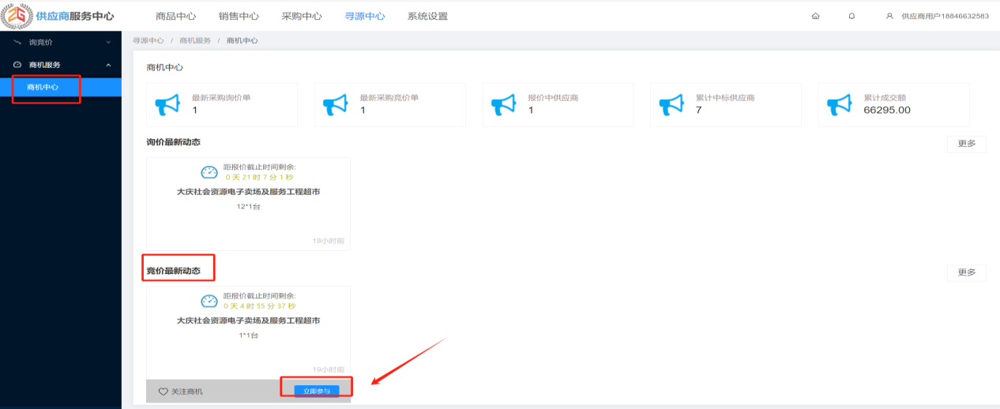 供应商服务中心
商品中心 销售中心 采购中心 寻源中心 系统设置
供应商用户18846632583
询竞价
商机服务
商机中心
寻源中心 / 商机服务 / 商机中心
商机中心
最新采购询价单
1
最新采购竞价单
1
报价中供应商
1
累计中标供应商
7
累计成交额
66295.00
询价最新动态
更多
距报价截止时间剩余:
0 天 21 时 7 分 1 秒
大庆社会资源电子卖场及服务工程超市
12*1台
19小时前
竞价最新动态
更多
距报价截止时间剩余:
0 天 4 时 55 分 37 秒
大庆社会资源电子卖场及服务工程超市
1*1台
19小时前
关注商机
立即参与